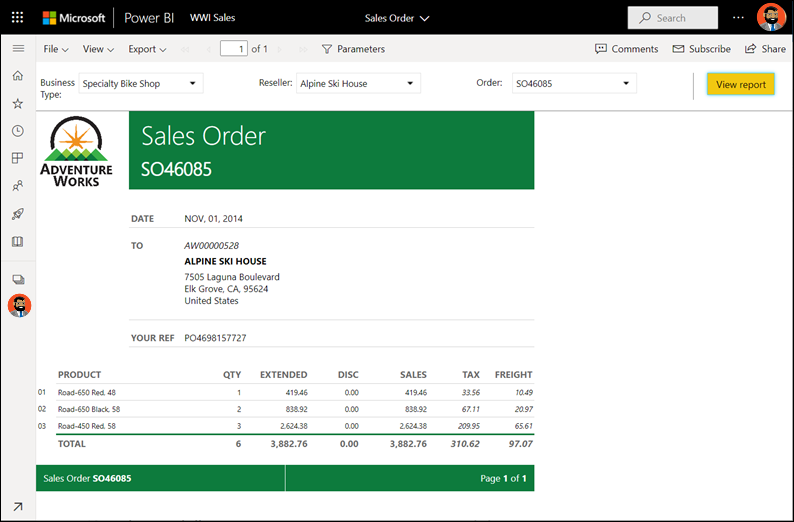 Microsoft Power BI WWI Sales Sales Order Search
File View Export 1 of 1 Parameters Comments Subscribe Share
Business Type: Specialty Bike Shop Reseller: Alpine Ski House Order: SO46085 View report
ADVENTURE
WORKS
Sales Order
SO46085
DATE NOV, 01, 2014
TO AW00000528
ALPINE SKI HOUSE
7505 Laguna Boulevard
Elk Grove, CA, 95624
United States
YOUR REF PO4698157727
PRODUCT QTY EXTENDED DISC SALES TAX FREIGHT
01 Road-650 Red, 48 1 419.46 0.00 419.46 33.56 10.49
02 Road-650 Black, 58 2 838.92 0.00 838.92 67.11 20.97
03 Road-450 Red, 58 3 2,624.38 0.00 2,624.38 209.95 65.61
TOTAL 6 3,882.76 0.00 3,882.76 310.62 97.07
Sales Order SO46085 Page 1 of 1